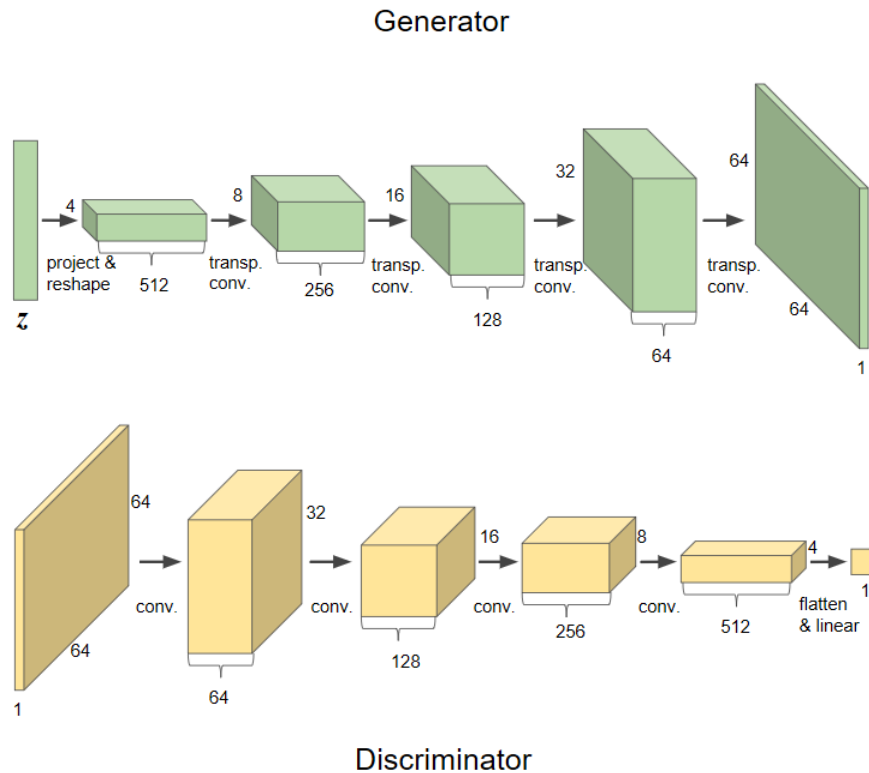 Generator
4
8
16
32
64
project &
reshape
512
transp.
conv.
256
transp.
conv.
128
transp.
conv.
64
transp.
conv.
64
1
z
64
32
16
8
4
1
conv.
conv.
conv.
conv.
flatten
& linear
64
1
64
128
256
512
Discriminator